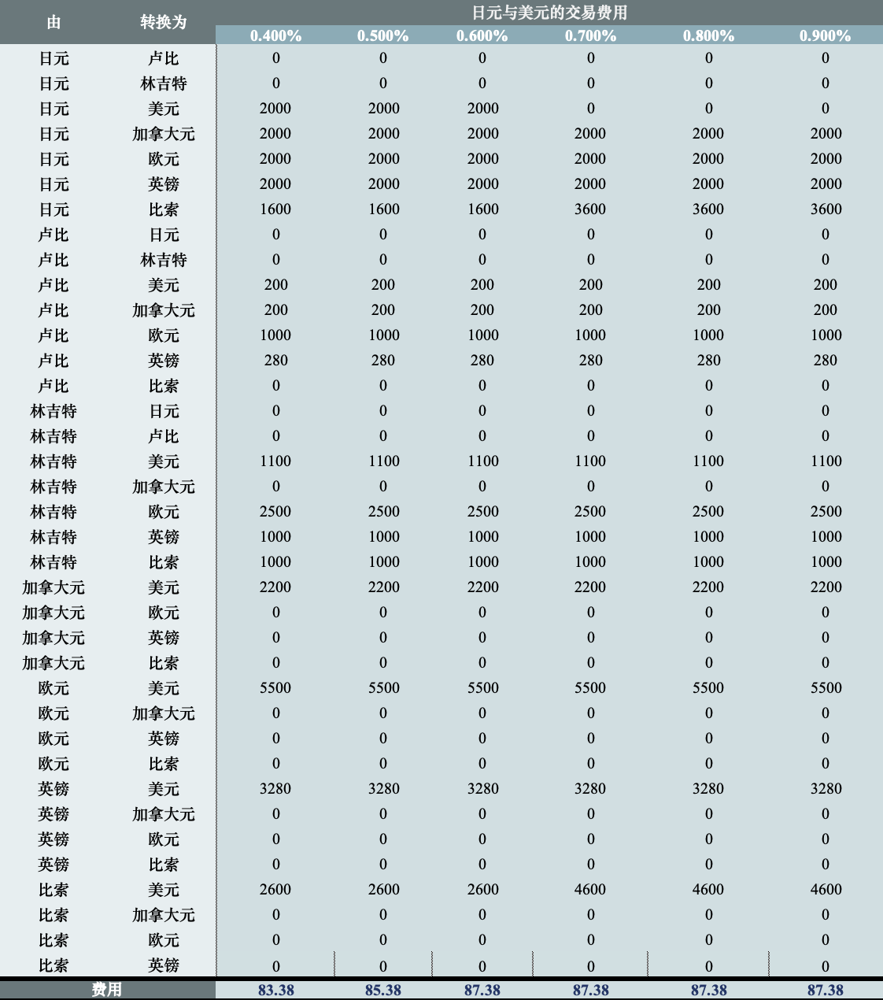 由 转换为 日元与美元的交易费用
0.400% 0.500% 0.600% 0.700% 0.800% 0.900%
日元 卢比 0 0 0 0 0 0
日元 林吉特 0 0 0 0 0 0
日元 美元 2000 2000 2000 0 0 0
日元 加拿大元 2000 2000 2000 2000 2000 2000
日元 欧元 2000 2000 2000 2000 2000 2000
日元 英镑 2000 2000 2000 2000 2000 2000
日元 比索 1600 1600 1600 3600 3600 3600
卢比 日元 0 0 0 0 0 0
卢比 林吉特 0 0 0 0 0 0
卢比 美元 200 200 200 200 200 200
卢比 加拿大元 200 200 200 200 200 200
卢比 欧元 1000 1000 1000 1000 1000 1000
卢比 英镑 280 280 280 280 280 280
卢比 比索 0 0 0 0 0 0
林吉特 日元 0 0 0 0 0 0
林吉特 卢比 0 0 0 0 0 0
林吉特 美元 1100 1100 1100 1100 1100 1100
林吉特 加拿大元 0 0 0 0 0 0
林吉特 欧元 2500 2500 2500 2500 2500 2500
林吉特 英镑 1000 1000 1000 1000 1000 1000
林吉特 比索 1000 1000 1000 1000 1000 1000
加拿大元 美元 2200 2200 2200 2200 2200 2200
加拿大元 欧元 0 0 0 0 0 0
加拿大元 英镑 0 0 0 0 0 0
加拿大元 比索 0 0 0 0 0 0
欧元 美元 5500 5500 5500 5500 5500 5500
欧元 加拿大元 0 0 0 0 0 0
欧元 英镑 0 0 0 0 0 0
欧元 比索 0 0 0 0 0 0
英镑 美元 3280 3280 3280 3280 3280 3280
英镑 加拿大元 0 0 0 0 0 0
英镑 欧元 0 0 0 0 0 0
英镑 比索 0 0 0 0 0 0
比索 美元 2600 2600 2600 4600 4600 4600
比索 加拿大元 0 0 0 0 0 0
比索 欧元 0 0 0 0 0 0
比索 英镑 0 0 0 0 0 0
费用 83.38 85.38 87.38 87.38 87.38 87.38